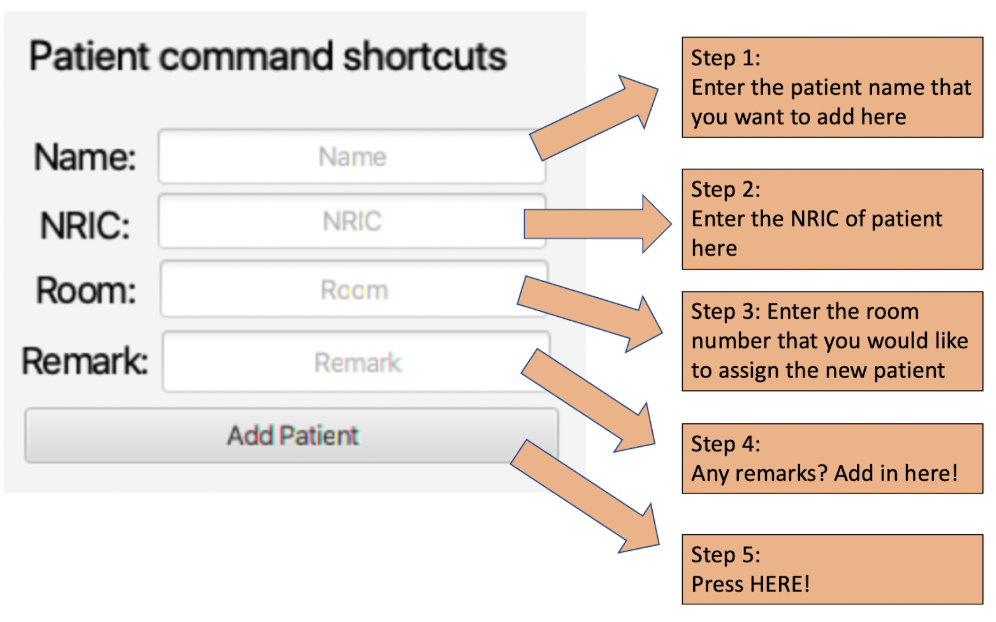 Patient command shortcuts
Name:
Name
NRIC:
NRIC
Room:
Room
Remark:
Remark
Add Patient
Step 1:
Enter the patient name that
you want to add here
Step 2:
Enter the NRIC of patient
here
Step 3: Enter the room
number that you would like
to assign the new patient
Step 4:
Any remarks? Add in here!
Step 5:
Press HERE!